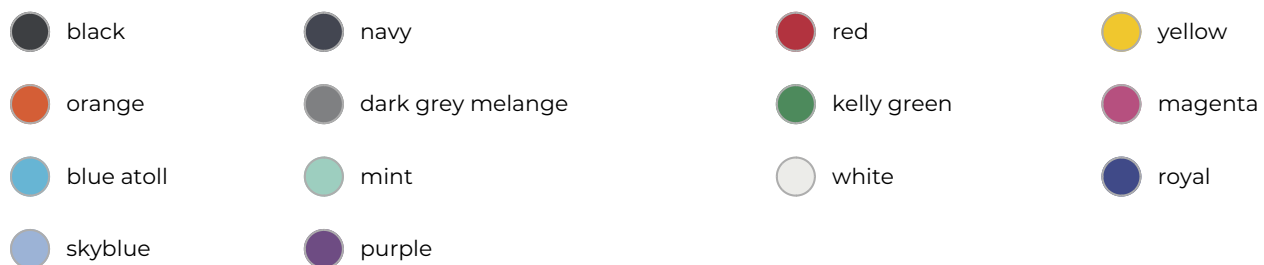 black
navy
red
yellow
orange
dark grey melange
kelly green
magenta
blue atoll
mint
white
royal
skyblue
purple